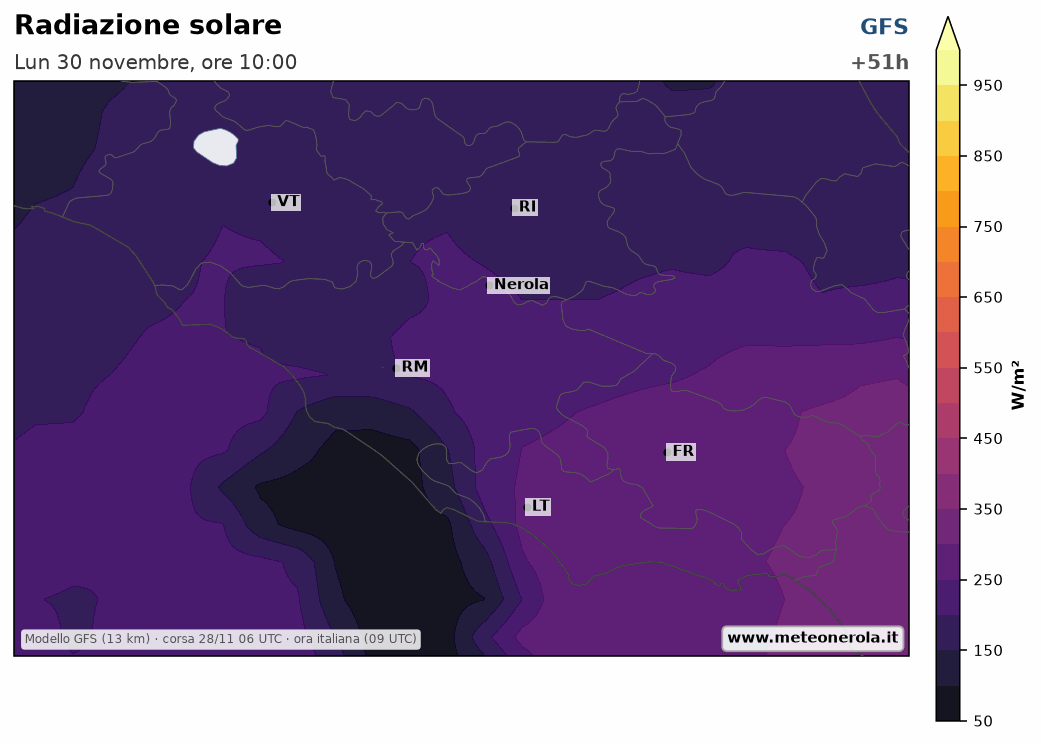 Radiazione solare
GFS
Lun 30 novembre, ore 10:00
+51h
VT
RI
Nerola
RM
FR
LT
Modello GFS (13 km) · corsa 28/11 06 UTC · ora italiana (09 UTC)
www.meteonerola.it
950
850
750
650
550
450
350
250
150
50
W/m²